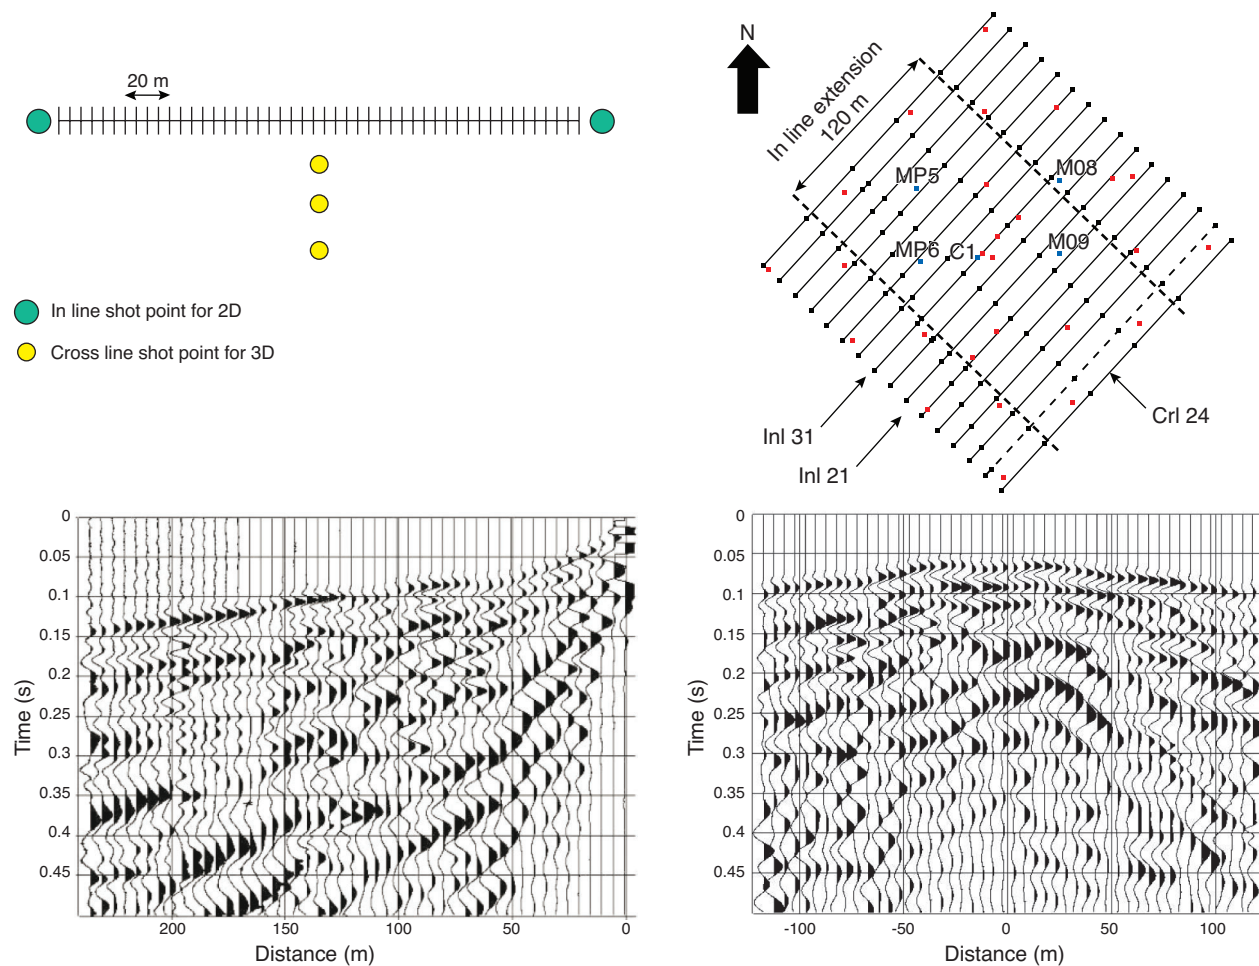 20 m
In line shot point for 2D
Cross line shot point for 3D
N
In line extension
120 m
MP5
M08
MP6
C1
M09
Inl 31
Inl 21
Crl 24
0
0.05
0.1
0.15
0.2
0.25
0.3
0.35
0.4
0.45
Time (s)
200
150
100
50
0
Distance (m)
0
0.05
0.1
0.15
0.2
0.25
0.3
0.35
0.4
0.45
Time (s)
-100
-50
0
50
100
Distance (m)